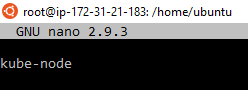 root@ip-172-31-21-183: /home/ubuntu
GNU nano 2.9.3
kube-node